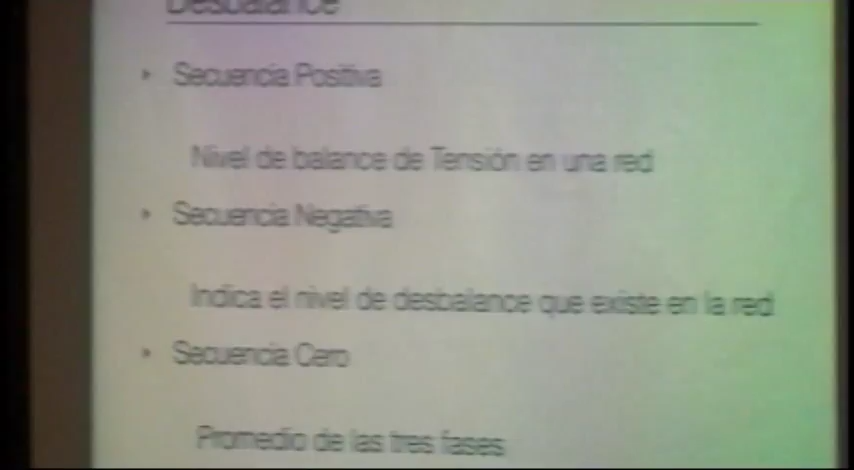 Desbalance
Secuencia Positiva
Nivel de balance de Tensión en una red
Secuencia Negativa
Indica el nivel de desbalance que existe en la red
Secuencia Cero
Promedio de las tres fases